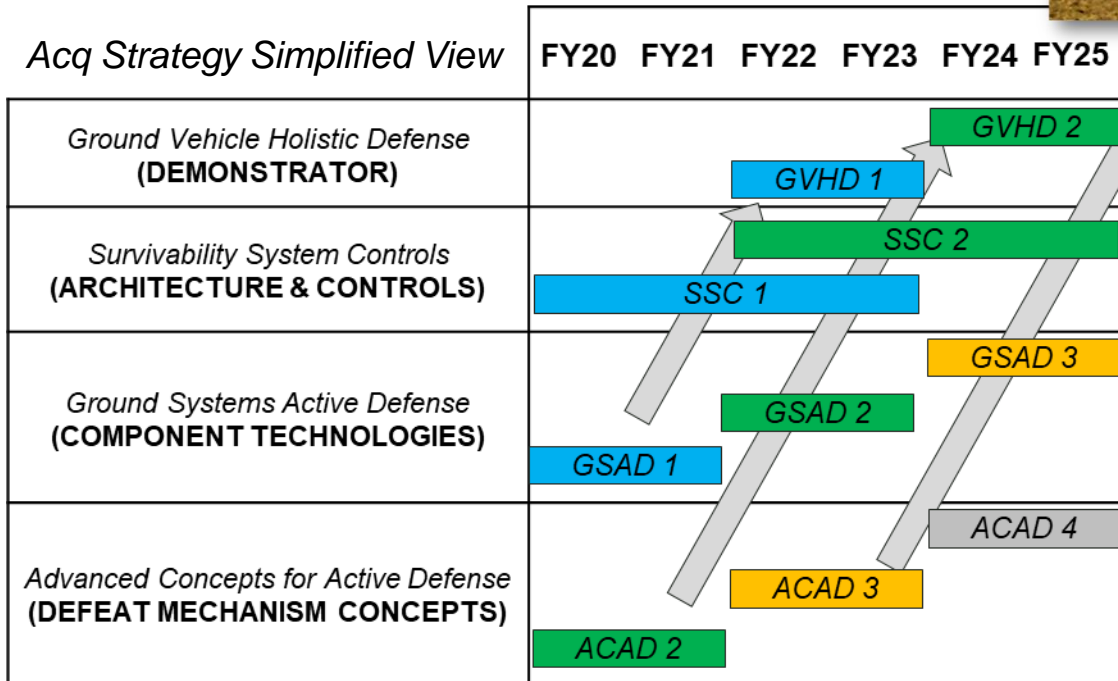 Acq Strategy Simplified View
FY20 FY21 FY22 FY23 FY24 FY25
Ground Vehicle Holistic Defense
(DEMONSTRATOR)
GVHD 2
GVHD 1
Survivability System Controls
(ARCHITECTURE & CONTROLS)
SSC 2
SSC 1
Ground Systems Active Defense
(COMPONENT TECHNOLOGIES)
GSAD 3
GSAD 2
GSAD 1
Advanced Concepts for Active Defense
(DEFEAT MECHANISM CONCEPTS)
ACAD 4
ACAD 3
ACAD 2